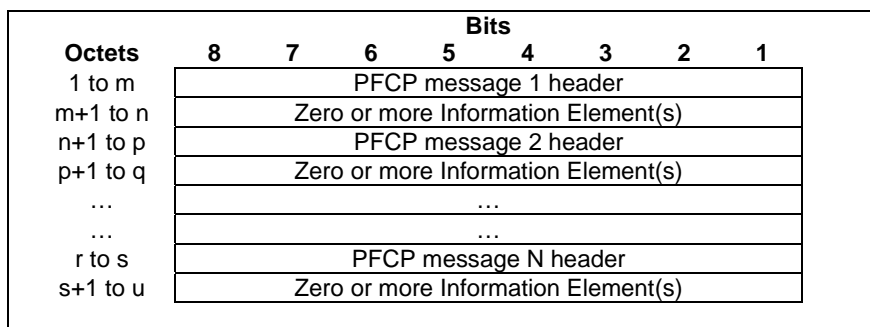 Bits
Octets 8 7 6 5 4 3 2 1
1 to m PFCP message 1 header
m+1 to n Zero or more Information Element(s)
n+1 to p PFCP message 2 header
p+1 to q Zero or more Information Element(s)
… …
… …
r to s PFCP message N header
s+1 to u Zero or more Information Element(s)